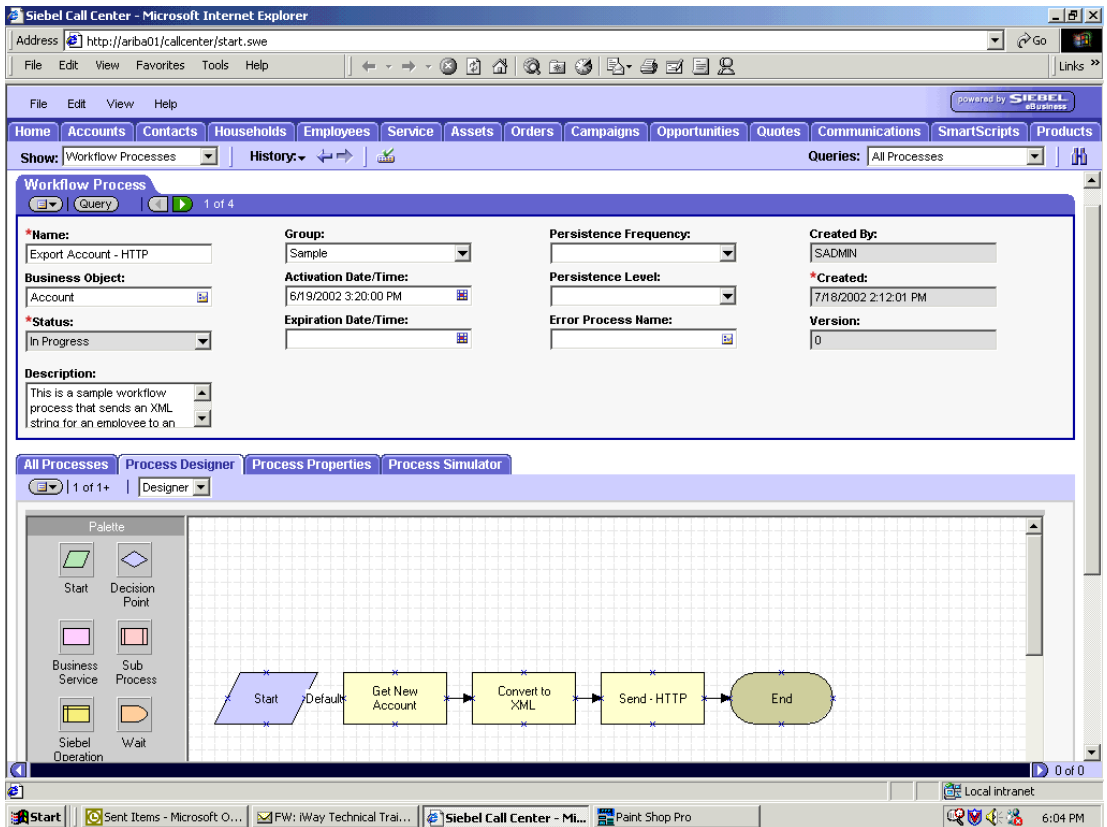 Siebel Call Center - Microsoft Internet Explorer
Address http://ariba01/callcenter/start.swe Go
File Edit View Favorites Tools Help Links »
File Edit View Help powered by SIEBEL eBusiness
Home Accounts Contacts Households Employees Service Assets Orders Campaigns Opportunities Quotes Communications SmartScripts Products
Show: Workflow Processes History: Queries: All Processes
Workflow Process
Query 1 of 4
*Name: Group: Persistence Frequency: Created By:
Export Account - HTTP Sample SADMIN
Business Object: Activation Date/Time: Persistence Level: *Created:
Account 6/19/2002 3:20:00 PM 7/18/2002 2:12:01 PM
*Status: Expiration Date/Time: Error Process Name: Version:
In Progress 0
Description:
This is a sample workflow
process that sends an XML
string for an employee to an
All Processes Process Designer Process Properties Process Simulator
1 of 1+ Designer
Palette
Start Decision Point
Business Service Sub Process
Siebel Operation Wait
Start Default Get New Account Convert to XML Send - HTTP End
0 of 0
Local intranet
Start Sent Items - Microsoft O... FW: iWay Technical Trai... Siebel Call Center - Mi... Paint Shop Pro 6:04 PM